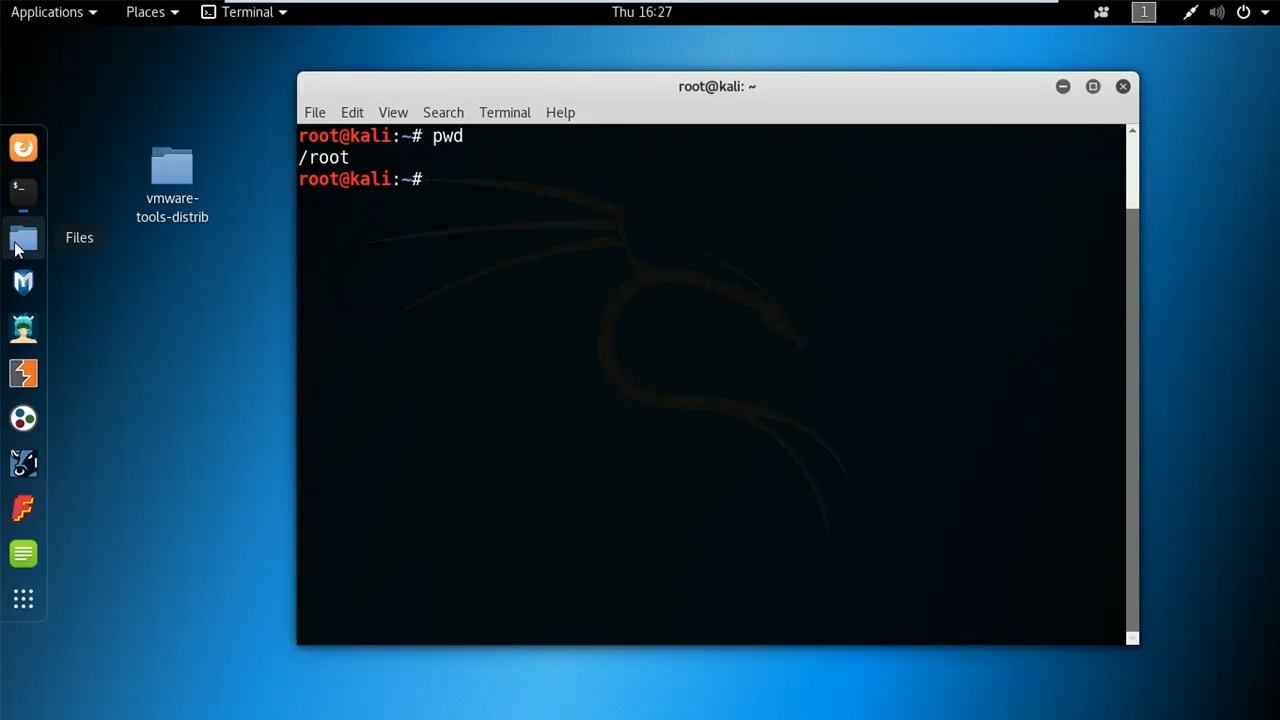 Applications Places Terminal Thu 16:27 1
root@kali: ~
File Edit View Search Terminal Help
root@kali:~# pwd
/root
root@kali:~#
vmware-
tools-distrib
Files